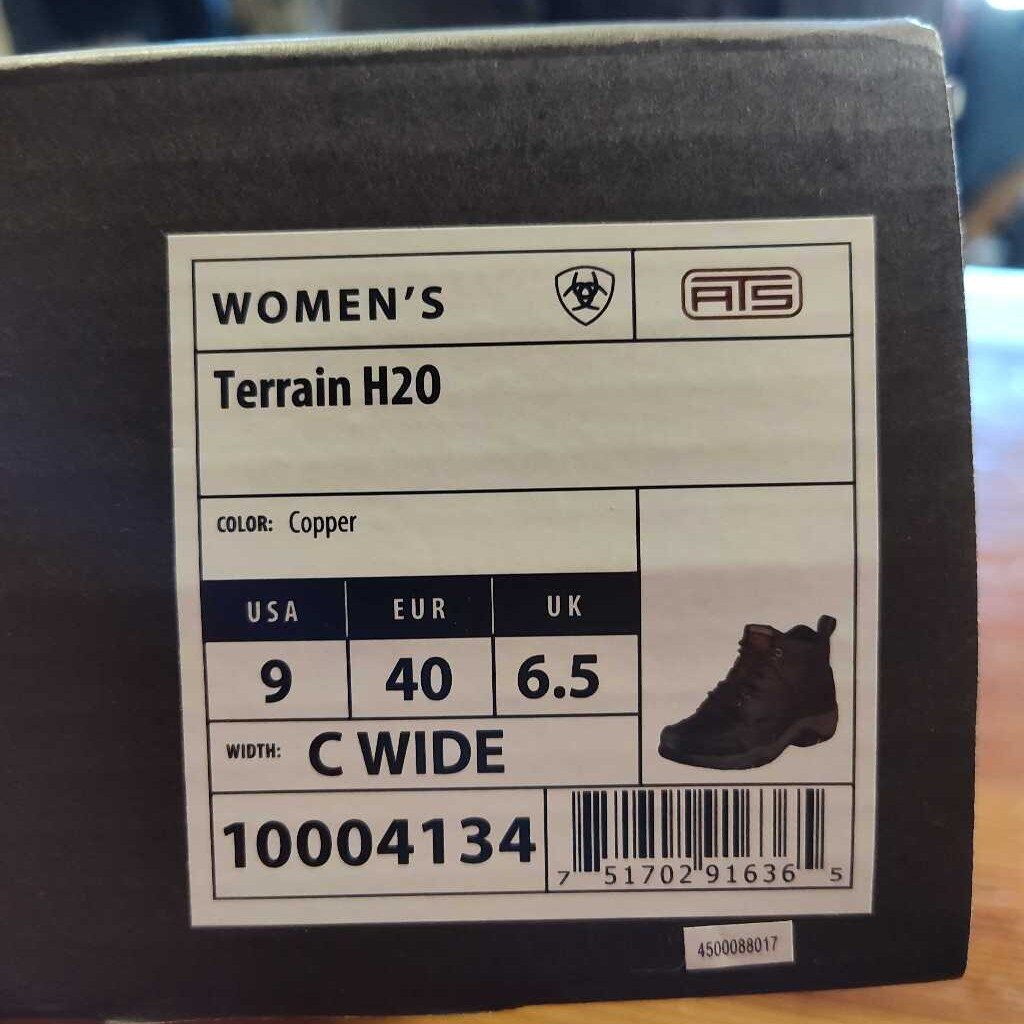 WOMEN'S
ATS
Terrain H20
COLOR: Copper
USA EUR UK
9 40 6.5
WIDTH: C WIDE
10004134
7 51702 91636 5
4500088017